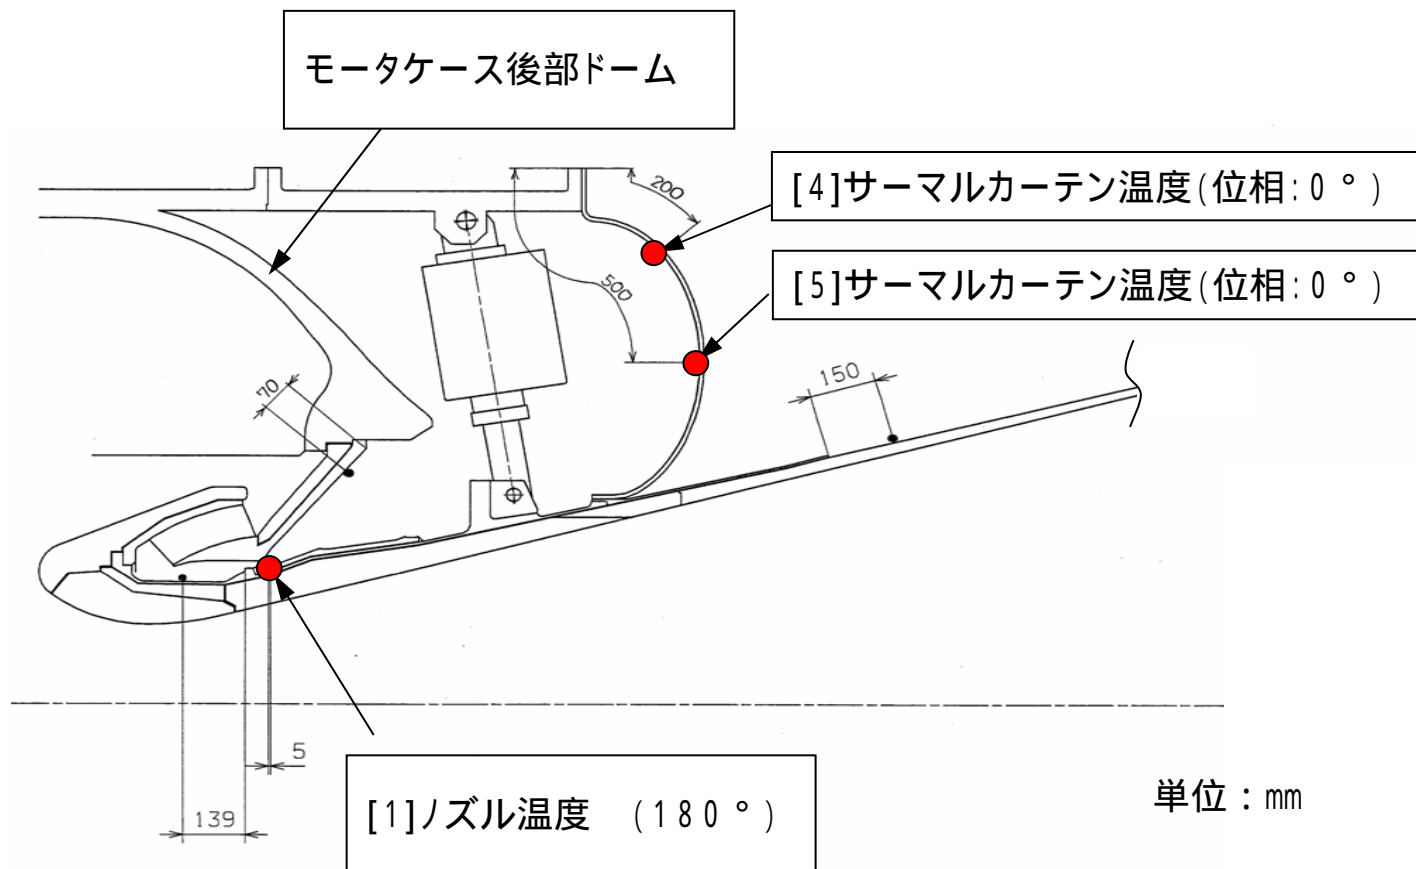 モータケース後部ドーム
200
[4]サーマルカーテン温度(位相:0°)
[5]サーマルカーテン温度(位相:0°)
500
150
70
5
[1]ノズル温度 (180°)
単位:mm
139